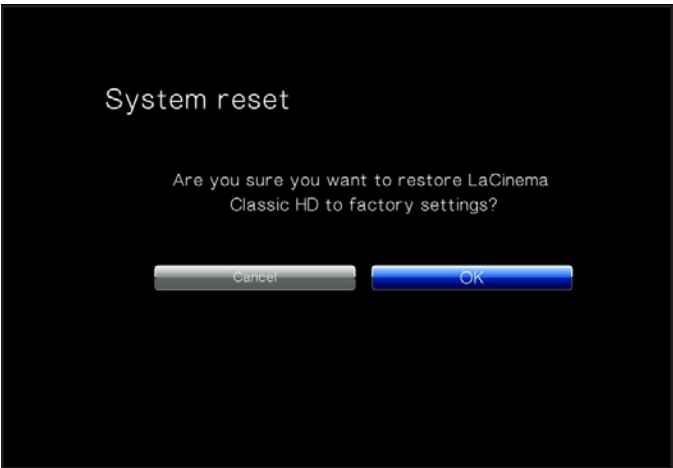 System reset
Are you sure you want to restore LaCinema
Classic HD to factory settings?
Cancel
OK